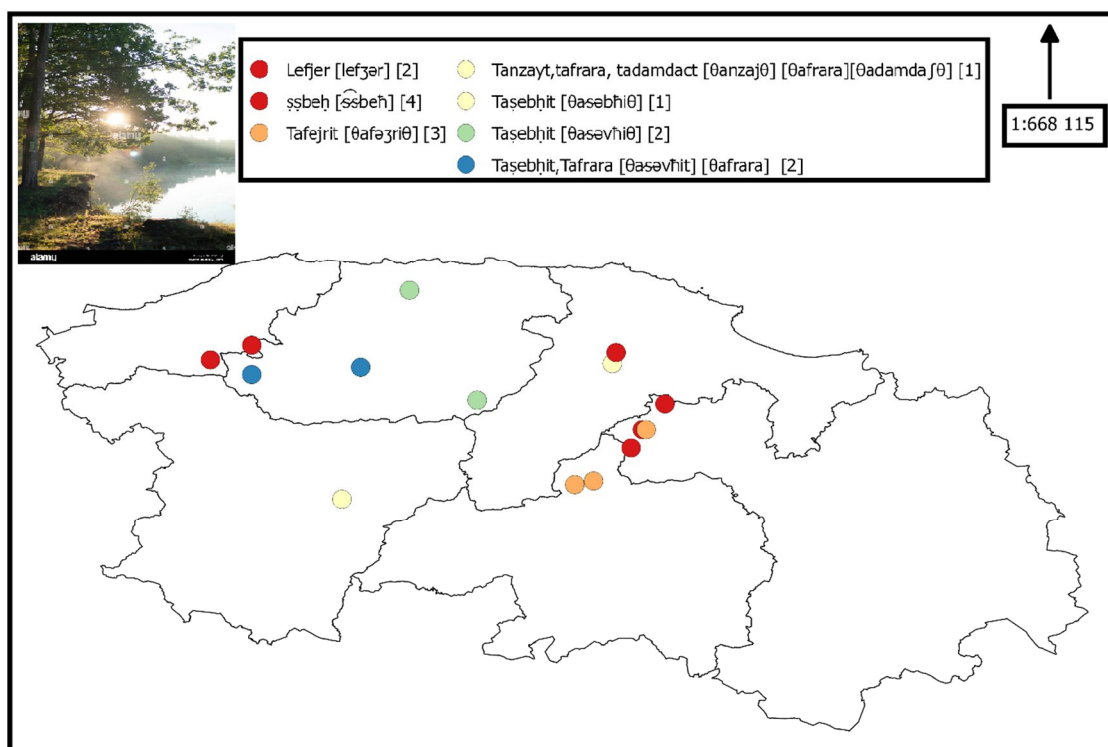 Lefjer [lefʒər] [2]
ṣṣbeḥ [s͡sbeħ] [4]
Tafejrit [θafəʒriθ] [3]
Tanzayt,tafrara, tadamdact [θanzajθ] [θafrara][θadamdaʃθ] [1]
Taṣebḥit [θasəbħiθ] [1]
Taṣebḥit [θasəvħiθ] [2]
Taṣebḥit,Tafrara [θasəvħit] [θafrara] [2]
1:668 115
alamy
alamy